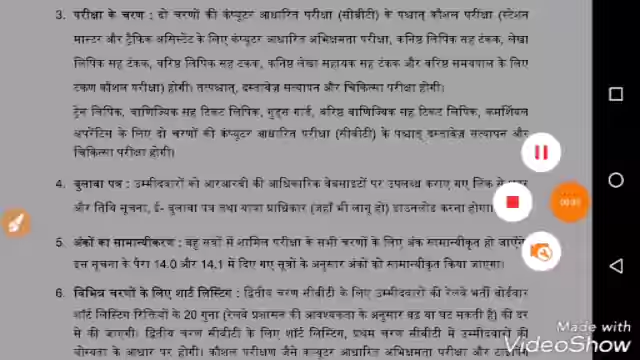 3. परीक्षा के चरण : दो चरणों की कंप्यूटर आधारित परीक्षा (सीबीटी) के पश्चात् कौशल परीक्षा (स्टेशन
मास्टर और ट्रैफिक असिस्टेंट के लिए कंप्यूटर आधारित अभिक्षमता परीक्षा, कनिष्ठ लिपिक सह टंकक, लेखा
लिपिक सह टंकक, वरिष्ठ लिपिक सह टंकक, कनिष्ठ लेखा सहायक सह टंकक और वरिष्ठ समयपाल के लिए
टंकण कौशल परीक्षा) होगी। तत्पश्चात्, दस्तावेज़ सत्यापन और चिकित्सा परीक्षा होगी।
ट्रेन लिपिक, वाणिज्यिक सह टिकट लिपिक, गुड्स गार्ड, वरिष्ठ वाणिज्यिक सह टिकट लिपिक, कमर्शियल
अपरेंटिस के लिए दो चरणों की कंप्यूटर आधारित परीक्षा (सीबीटी) के पश्चात् दस्तावेज़ सत्यापन और
चिकित्सा परीक्षा होगी।
4. बुलावा पत्र : उम्मीदवारों को आरआरबी की आधिकारिक वेबसाइटों पर उपलब्ध कराए गए लिंक से
और तिथि सूचना, ई- बुलावा पत्र तथा यात्रा प्राधिकार (जहाँ भी लागू हो) डाउनलोड करना होगा।
5. अंकों का सामान्यीकरण : बहु सत्रों में शामिल परीक्षा के सभी चरणों के लिए अंक सामान्यीकृत हो जाएंगे
इस सूचना के पैरा 14.0 और 14.1 में दिए गए सूत्रों के अनुसार अंकों को सामान्यीकृत किया जाएगा।
6. विभिन्न चरणों के लिए शार्ट लिस्टिंग : द्वितीय चरण सीबीटी के लिए उम्मीदवारों की रेलवे भर्ती बोर्डवार
शॉर्ट लिस्टिंग रिक्तियों के 20 गुना (रेलवे प्रशासन की आवश्यकता के अनुसार बढ या घट सकती है) की दर
से की जाएगी। द्वितीय चरण सीबीटी के लिए शॉर्ट लिस्टिंग, प्रथम चरण सीबीटी में उम्मीदवारों की
योग्यता के आधार पर होगी। कौशल परीक्षण जैसे कंप्यूटर आधारित अभिक्षमता परीक्षा और
Made with
VideoShow